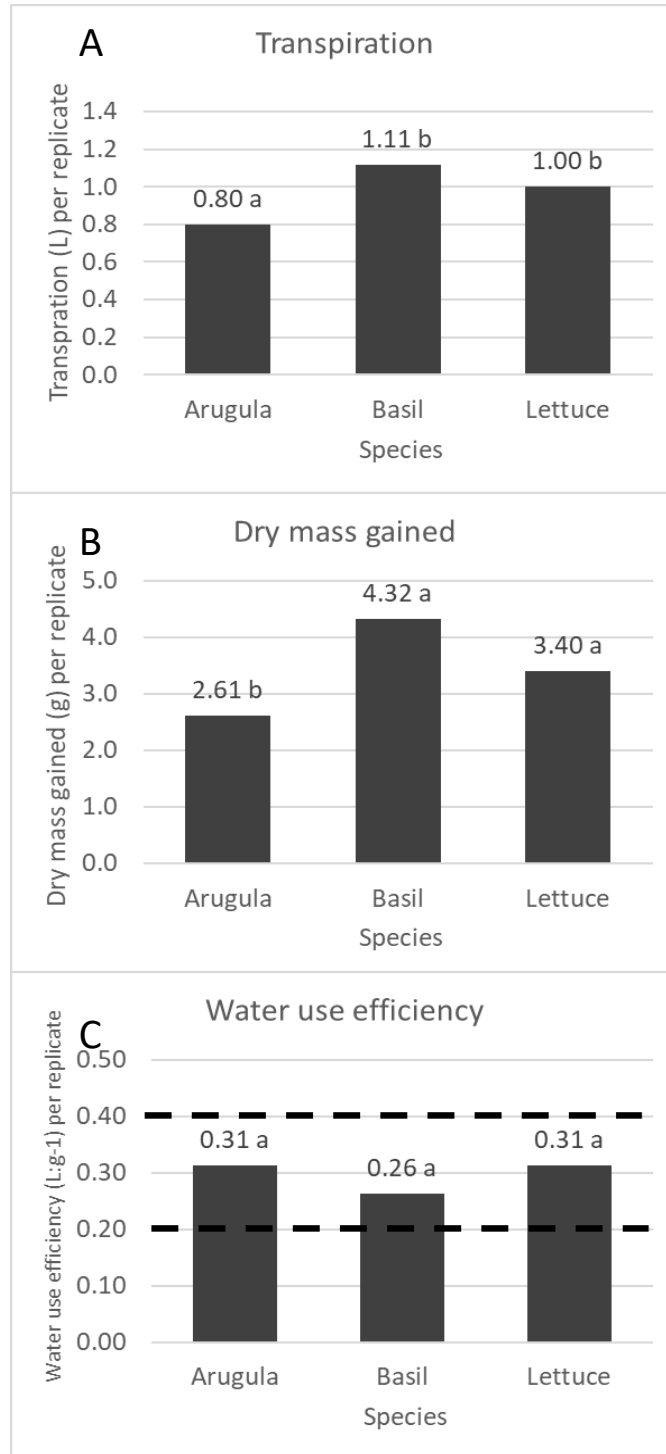 A
Transpiration
Transpration (L) per replicate
1.4
1.2
1.0
0.8
0.6
0.4
0.2
0.0
0.80 a
1.11 b
1.00 b
Arugula Basil Lettuce
Species
B
Dry mass gained
Dry mass gained (g) per replicate
5.0
4.0
3.0
2.0
1.0
0.0
2.61 b
4.32 a
3.40 a
Arugula Basil Lettuce
Species
C
Water use efficiency
Water use efficiency (L:g-1) per replicate
0.50
0.40
0.30
0.20
0.10
0.00
0.31 a
0.26 a
0.31 a
Arugula Basil Lettuce
Species